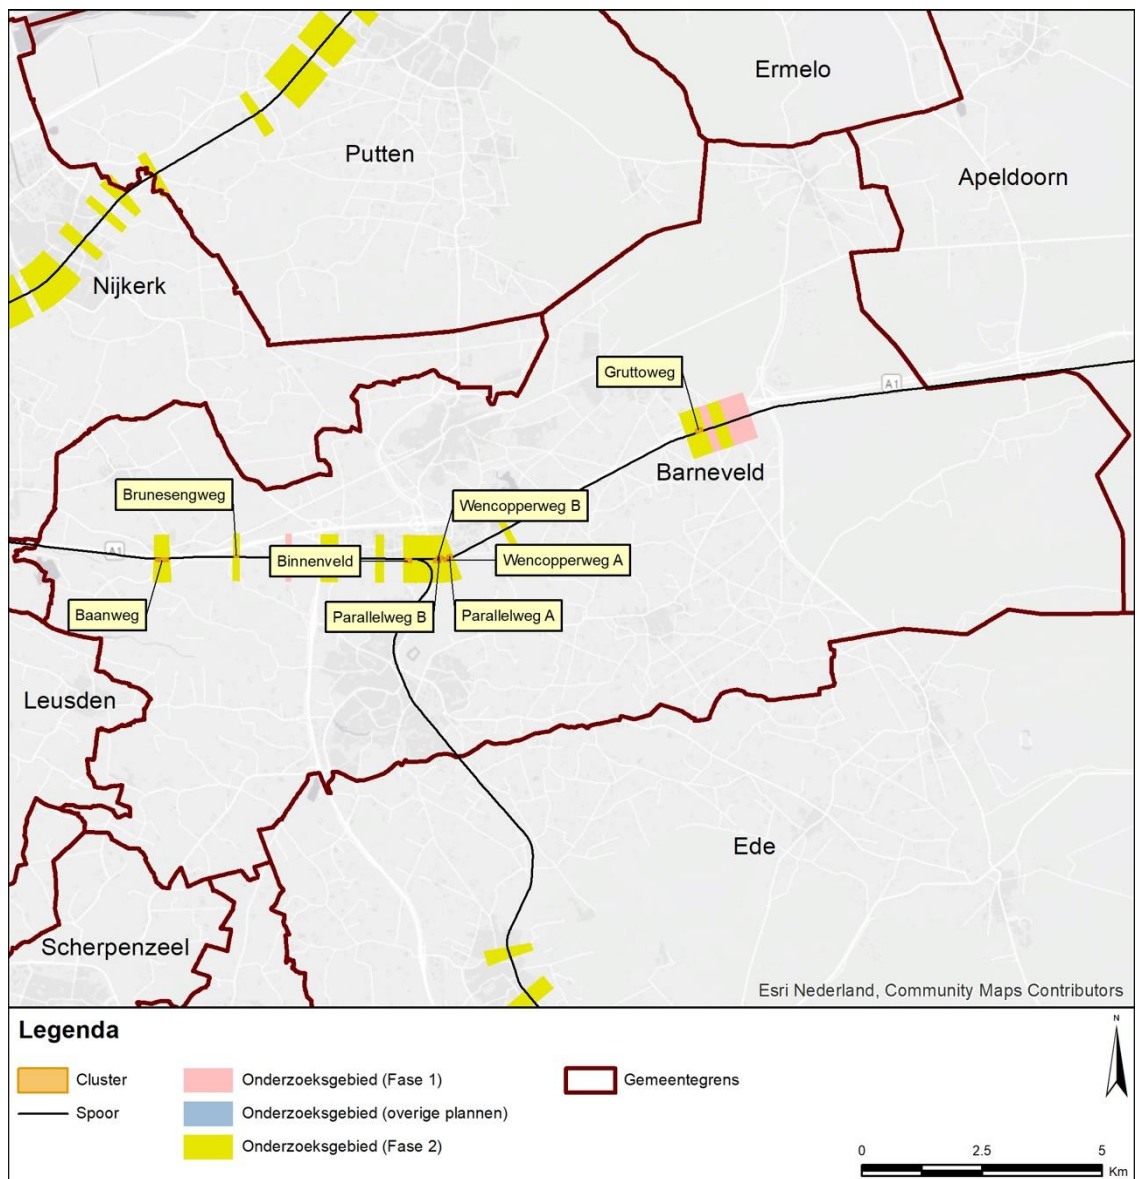 Ermelo
Putten
Apeldoorn
Nijkerk
Gruttoweg
A1
Barneveld
Brunesengweg
Wencopperweg B
A1
Binnenveld
Wencopperweg A
Baanweg
Parallelweg B
Parallelweg A
Leusden
Ede
Scherpenzeel
Esri Nederland, Community Maps Contributors
Legenda
N
Cluster
Onderzoeksgebied (Fase 1)
Gemeentegrens
Spoor
Onderzoeksgebied (overige plannen)
Onderzoeksgebied (Fase 2)
0 2.5 5
Km